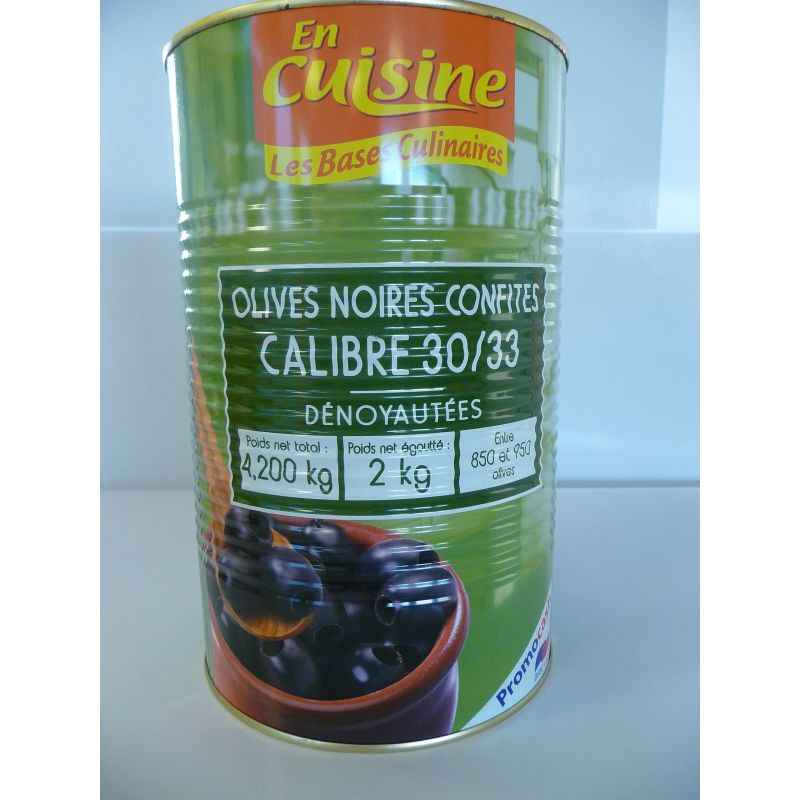 En
Cuisine
Les Bases Culinaires
OLIVES NOIRES CONFITES
CALIBRE 30/33
DÉNOYAUTÉES
Poids net total :
4,200 kg
Poids net égoutté :
2 kg
Entre
850 et 950
olives